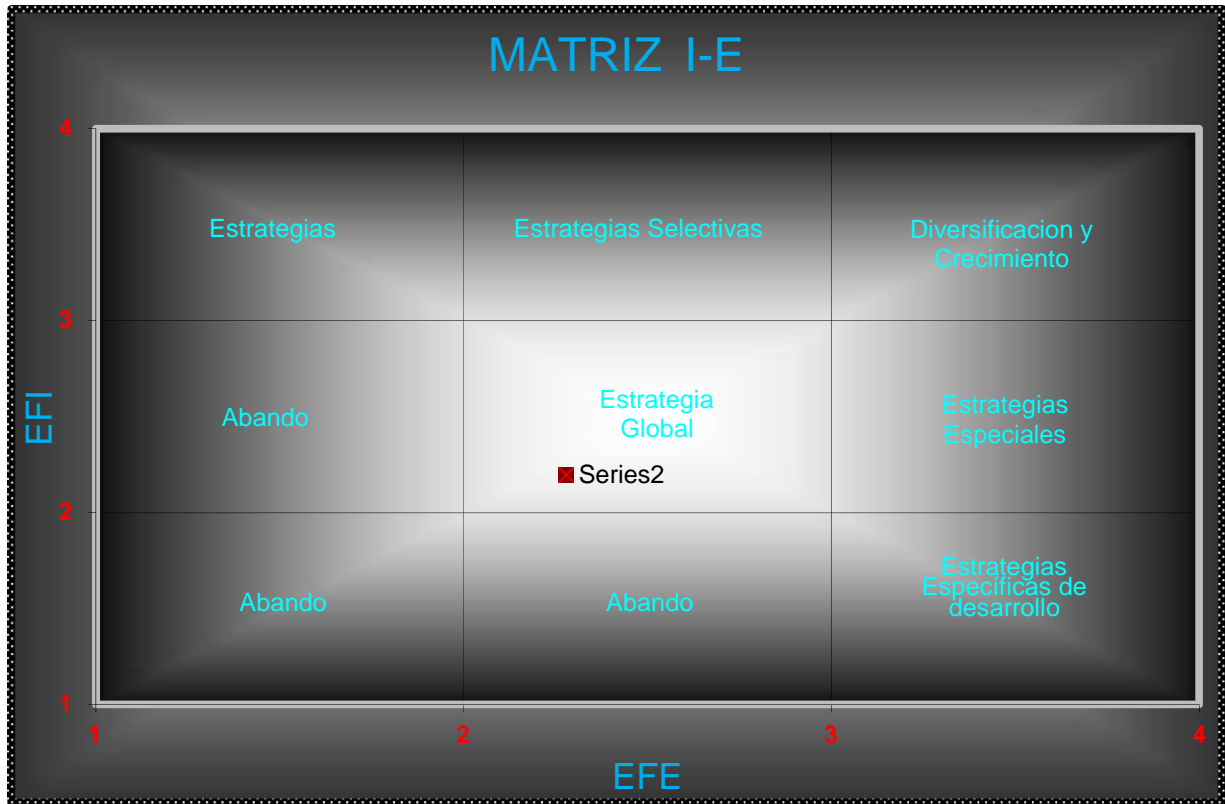 MATRIZ I-E
4
Estrategias
Estrategias Selectivas
Diversificacion y
Crecimiento
3
EFI
Abando
Estrategia
Global
Estrategias
Especiales
Series2
2
Abando
Abando
Estrategias
Específicas de
desarrollo
1
1
2
3
4
EFE